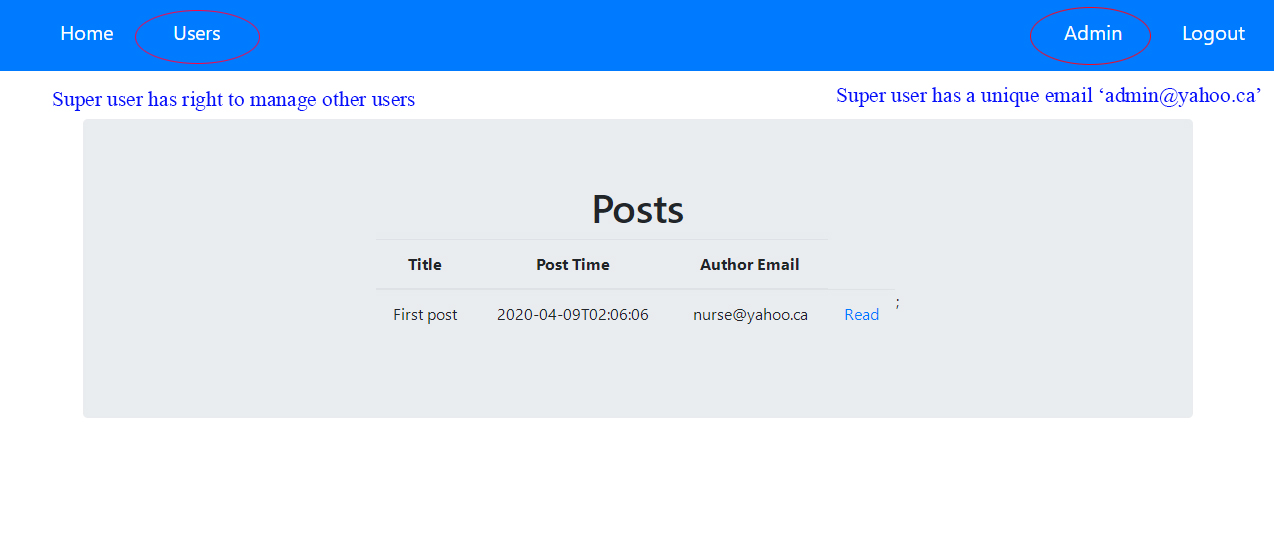 Home Users Admin Logout
Super user has right to manage other users
Super user has a unique email ‘admin@yahoo.ca’
Posts
Title Post Time Author Email
First post 2020-04-09T02:06:06 nurse@yahoo.ca Read ;